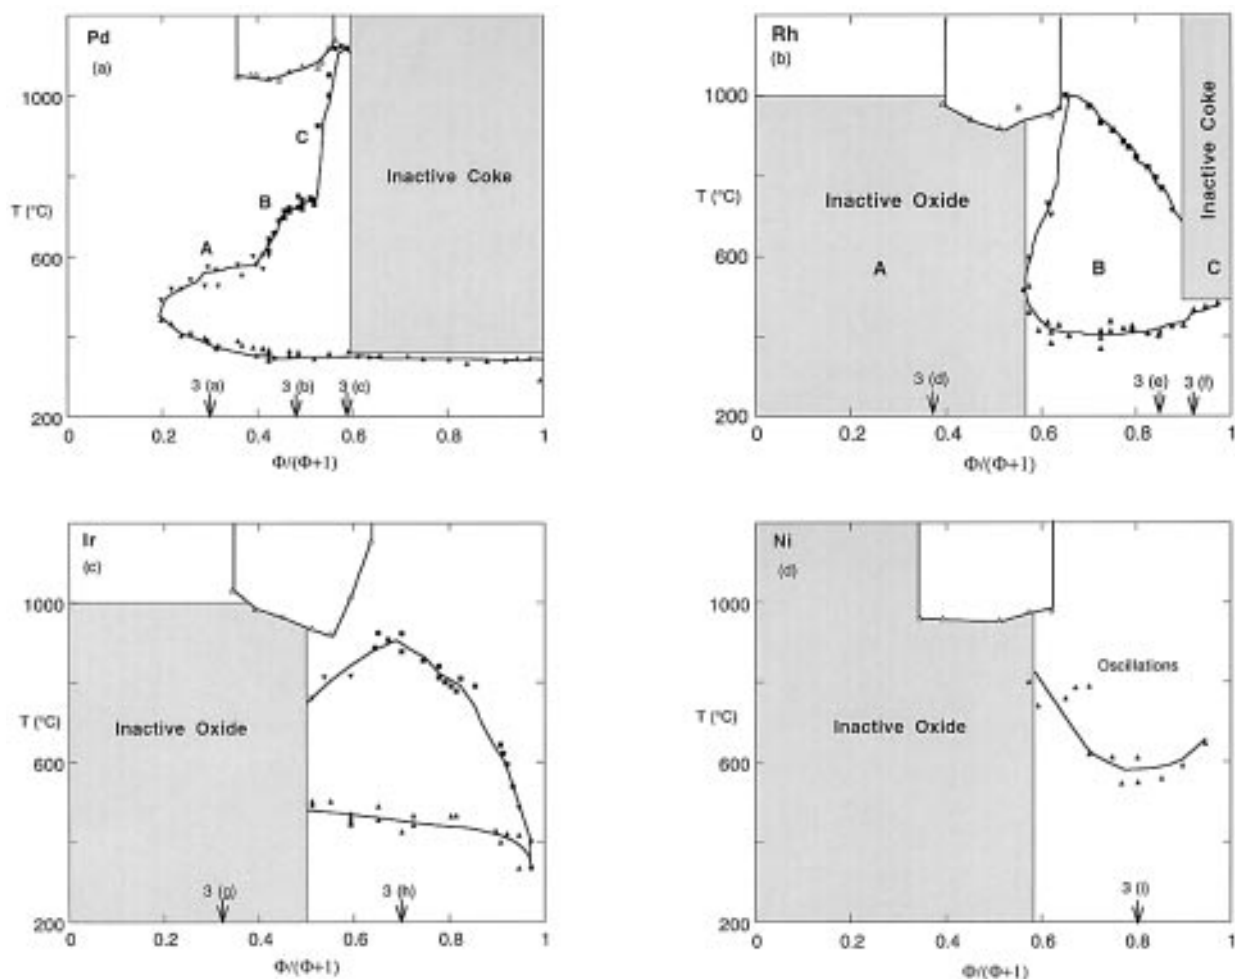 Pd
(a)
1000
C
Inactive Coke
B
T (°C)
A
600
3 (a)
3 (b)
3 (c)
200
0
0.2
0.4
0.6
0.8
1
Φ/(Φ+1)
Rh
(b)
1000
Inactive Coke
Inactive Oxide
T (°C)
600
A
B
C
3 (d)
3 (e)
3 (f)
200
0
0.2
0.4
0.6
0.8
1
Φ/(Φ+1)
Ir
(c)
1000
Inactive Oxide
T (°C)
600
3 (g)
3 (h)
200
0
0.2
0.4
0.6
0.8
1
Φ/(Φ+1)
Ni
(d)
1000
Oscillations
Inactive Oxide
T (°C)
600
3 (i)
200
0
0.2
0.4
0.6
0.8
1
Φ/(Φ+1)